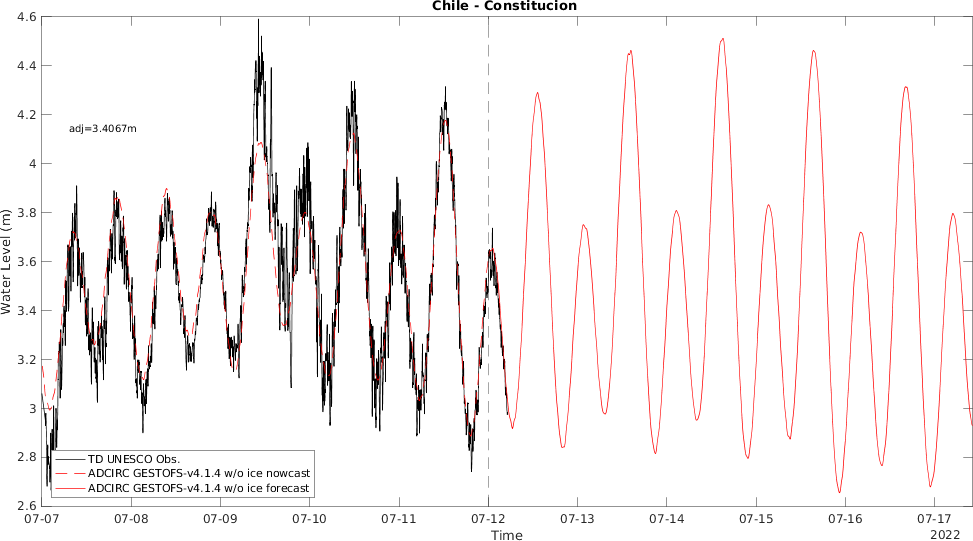 Chile - Constitucion
4.6
4.4
4.2
4
3.8
3.6
3.4
3.2
3
2.8
2.6
Water Level (m)
adj=3.4067m
TD UNESCO Obs.
ADCIRC GESTOFS-v4.1.4 w/o ice nowcast
ADCIRC GESTOFS-v4.1.4 w/o ice forecast
07-07 07-08 07-09 07-10 07-11 07-12 07-13 07-14 07-15 07-16 07-17
Time
2022